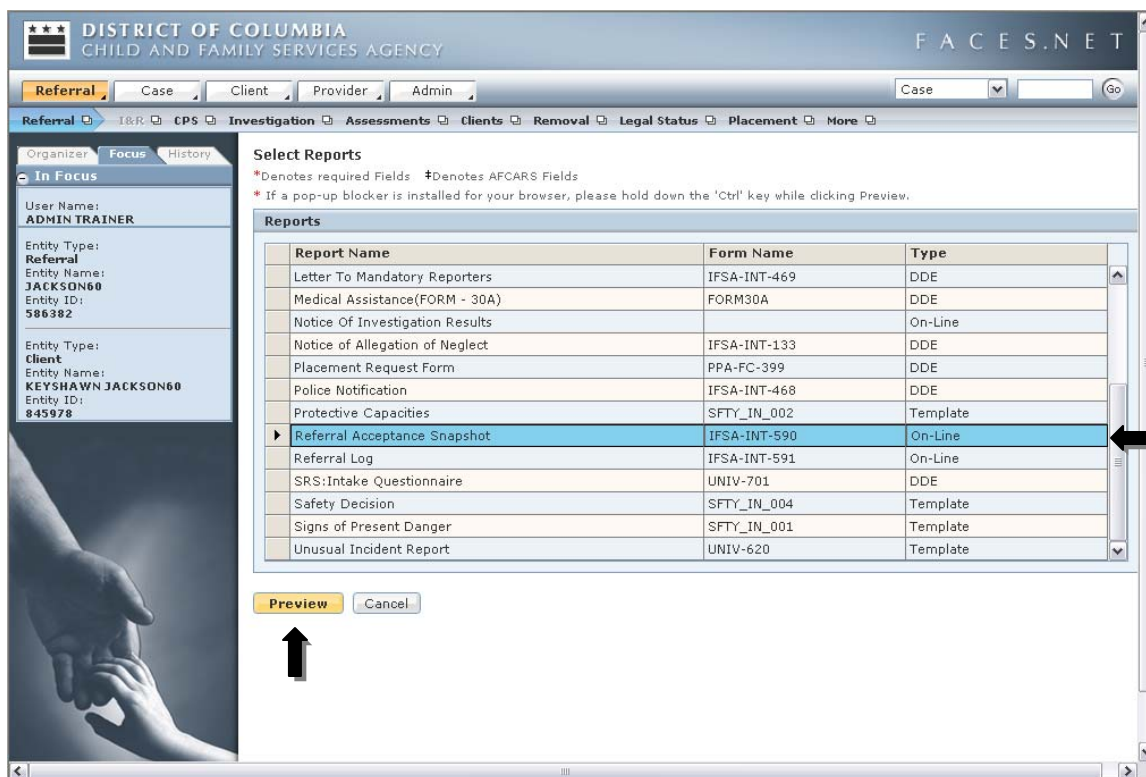 DISTRICT OF COLUMBIA
CHILD AND FAMILY SERVICES AGENCY
FACES.NET
Referral Case Client Provider Admin Case Go
Referral I&R CPS Investigation Assessments Clients Removal Legal Status Placement More
Organizer Focus History
In Focus
User Name:
ADMIN TRAINER
Entity Type:
Referral
Entity Name:
JACKSON60
Entity ID:
586382
Entity Type:
Client
Entity Name:
KEYSHAWN JACKSON60
Entity ID:
845978
Select Reports
*Denotes required Fields ‡Denotes AFCARS Fields
* If a pop-up blocker is installed for your browser, please hold down the 'Ctrl' key while clicking Preview.
Reports
Report Name Form Name Type
Letter To Mandatory Reporters IFSA-INT-469 DDE
Medical Assistance(FORM - 30A) FORM30A DDE
Notice Of Investigation Results On-Line
Notice of Allegation of Neglect IFSA-INT-133 DDE
Placement Request Form PPA-FC-399 DDE
Police Notification IFSA-INT-468 DDE
Protective Capacities SFTY_IN_002 Template
Referral Acceptance Snapshot IFSA-INT-590 On-Line
Referral Log IFSA-INT-591 On-Line
SRS:Intake Questionnaire UNIV-701 DDE
Safety Decision SFTY_IN_004 Template
Signs of Present Danger SFTY_IN_001 Template
Unusual Incident Report UNIV-620 Template
Preview Cancel